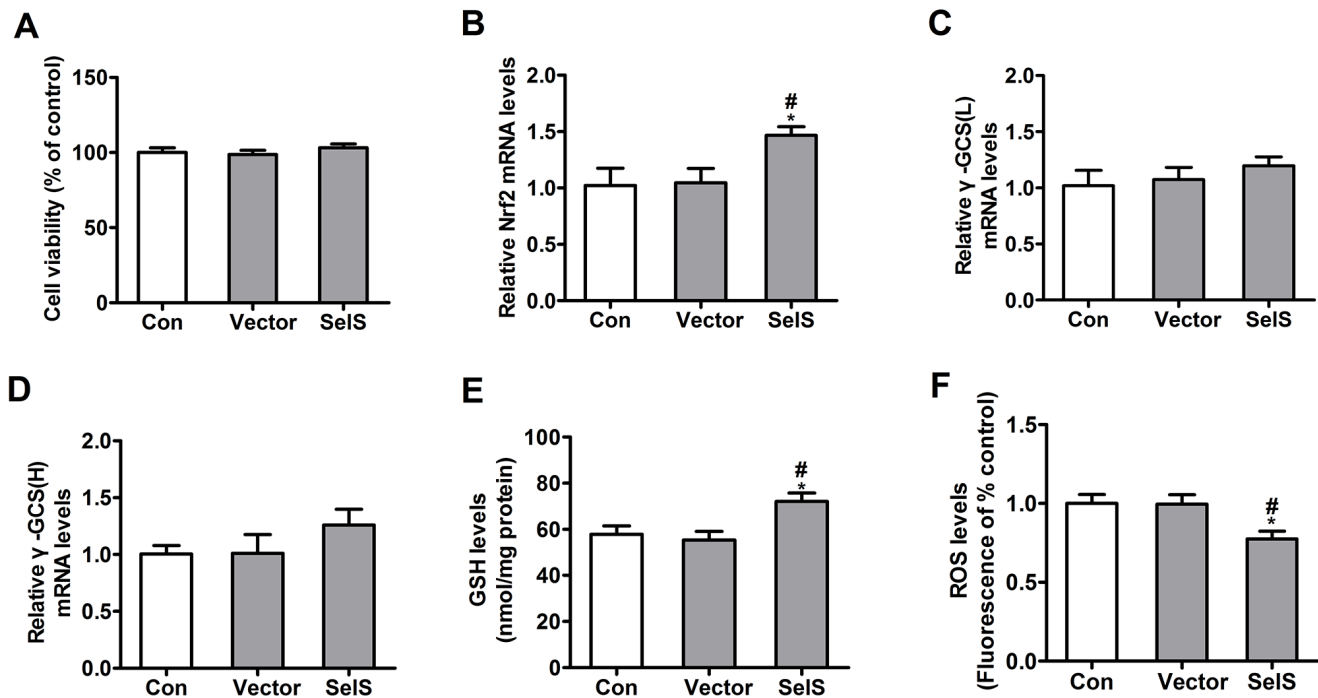 A
Cell viability (% of control)
150
100
50
0
Con Vector SelS
B
Relative Nrf2 mRNA levels
2.0
1.5
1.0
0.5
0.0
#
*
Con Vector SelS
C
Relative γ -GCS(L)
mRNA levels
2.0
1.5
1.0
0.5
0.0
Con Vector SelS
D
Relative γ -GCS(H)
mRNA levels
2.0
1.5
1.0
0.5
0.0
Con Vector SelS
E
GSH levels
(nmol/mg protein)
100
80
60
40
20
0
#
*
Con Vector SelS
F
ROS levels
(Fluorescence of % control)
1.5
1.0
0.5
0.0
#
*
Con Vector SelS